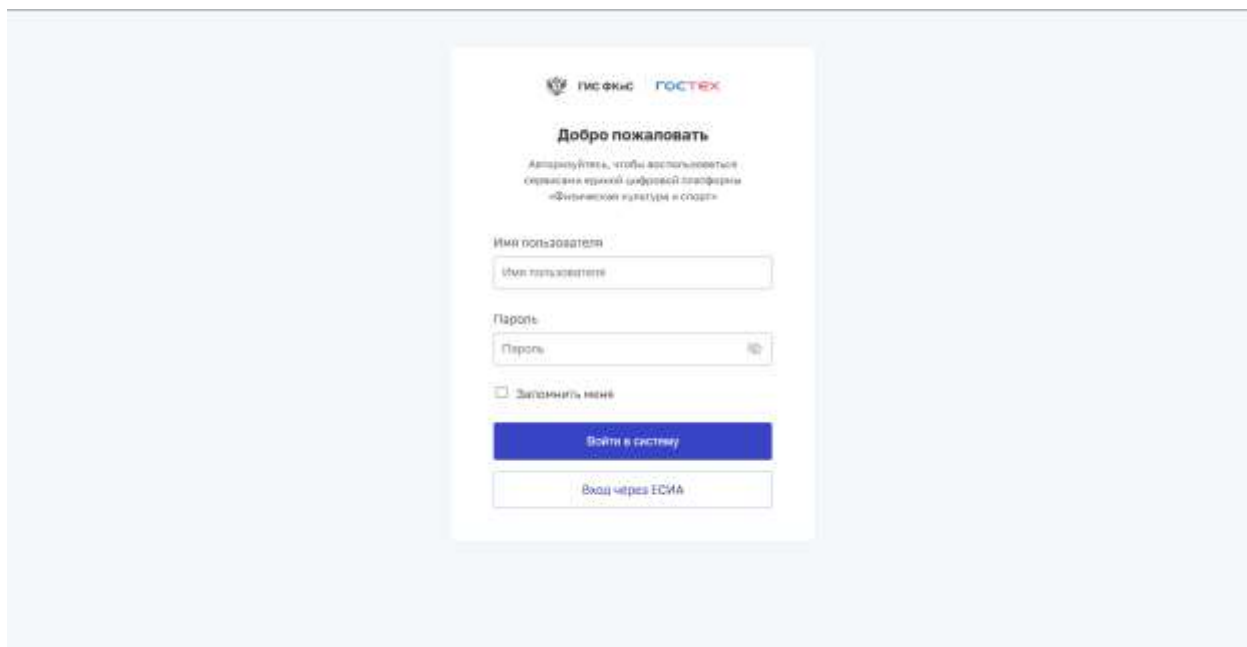 ГИС ФКиС ГОСТЕХ
Добро пожаловать
Авторизуйтесь, чтобы воспользоваться
сервисами единой цифровой платформы
«Физическая культура и спорт»
Имя пользователя
Имя пользователя
Пароль
Пароль
Запомнить меня
Войти в систему
Вход через ЕСИА